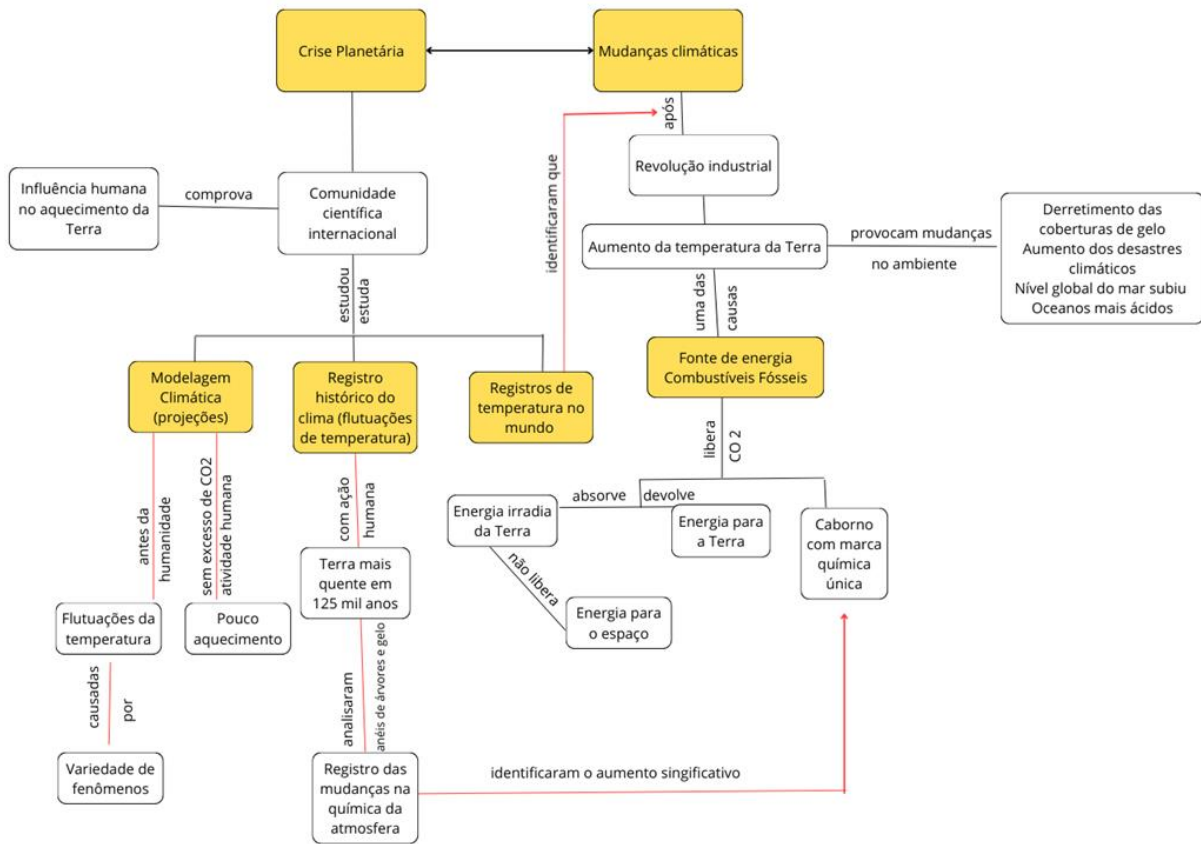 Crise Planetária
Mudanças climáticas
após
Revolução industrial
identificaram que
Influência humana
no aquecimento da
Terra
comprova
Comunidade
científica
internacional
Aumento da temperatura da Terra
provocam mudanças
no ambiente
Derretimento das
coberturas de gelo
Aumento dos desastres
climáticos
Nível global do mar subiu
Oceanos mais ácidos
estudou
estuda
uma das
causas
Modelagem
Climática
(projeções)
Registro
histórico do
clima (flutuações
de temperatura)
Registros de
temperatura no
mundo
Fonte de energia
Combustíveis Fósseis
libera
CO 2
antes da
humanidade
sem excesso de CO2
atividade humana
com ação
humana
absorve
devolve
Energia irradia
da Terra
Energia para
a Terra
Caborno
com marca
química
única
não libera
Energia para
o espaço
Terra mais
quente em
125 mil anos
Flutuações da
temperatura
Pouco
aquecimento
causadas
por
analisaram
anéis de árvores e gelo
Variedade de
fenômenos
Registro das
mudanças na
química da
atmosfera
identificaram o aumento singificativo